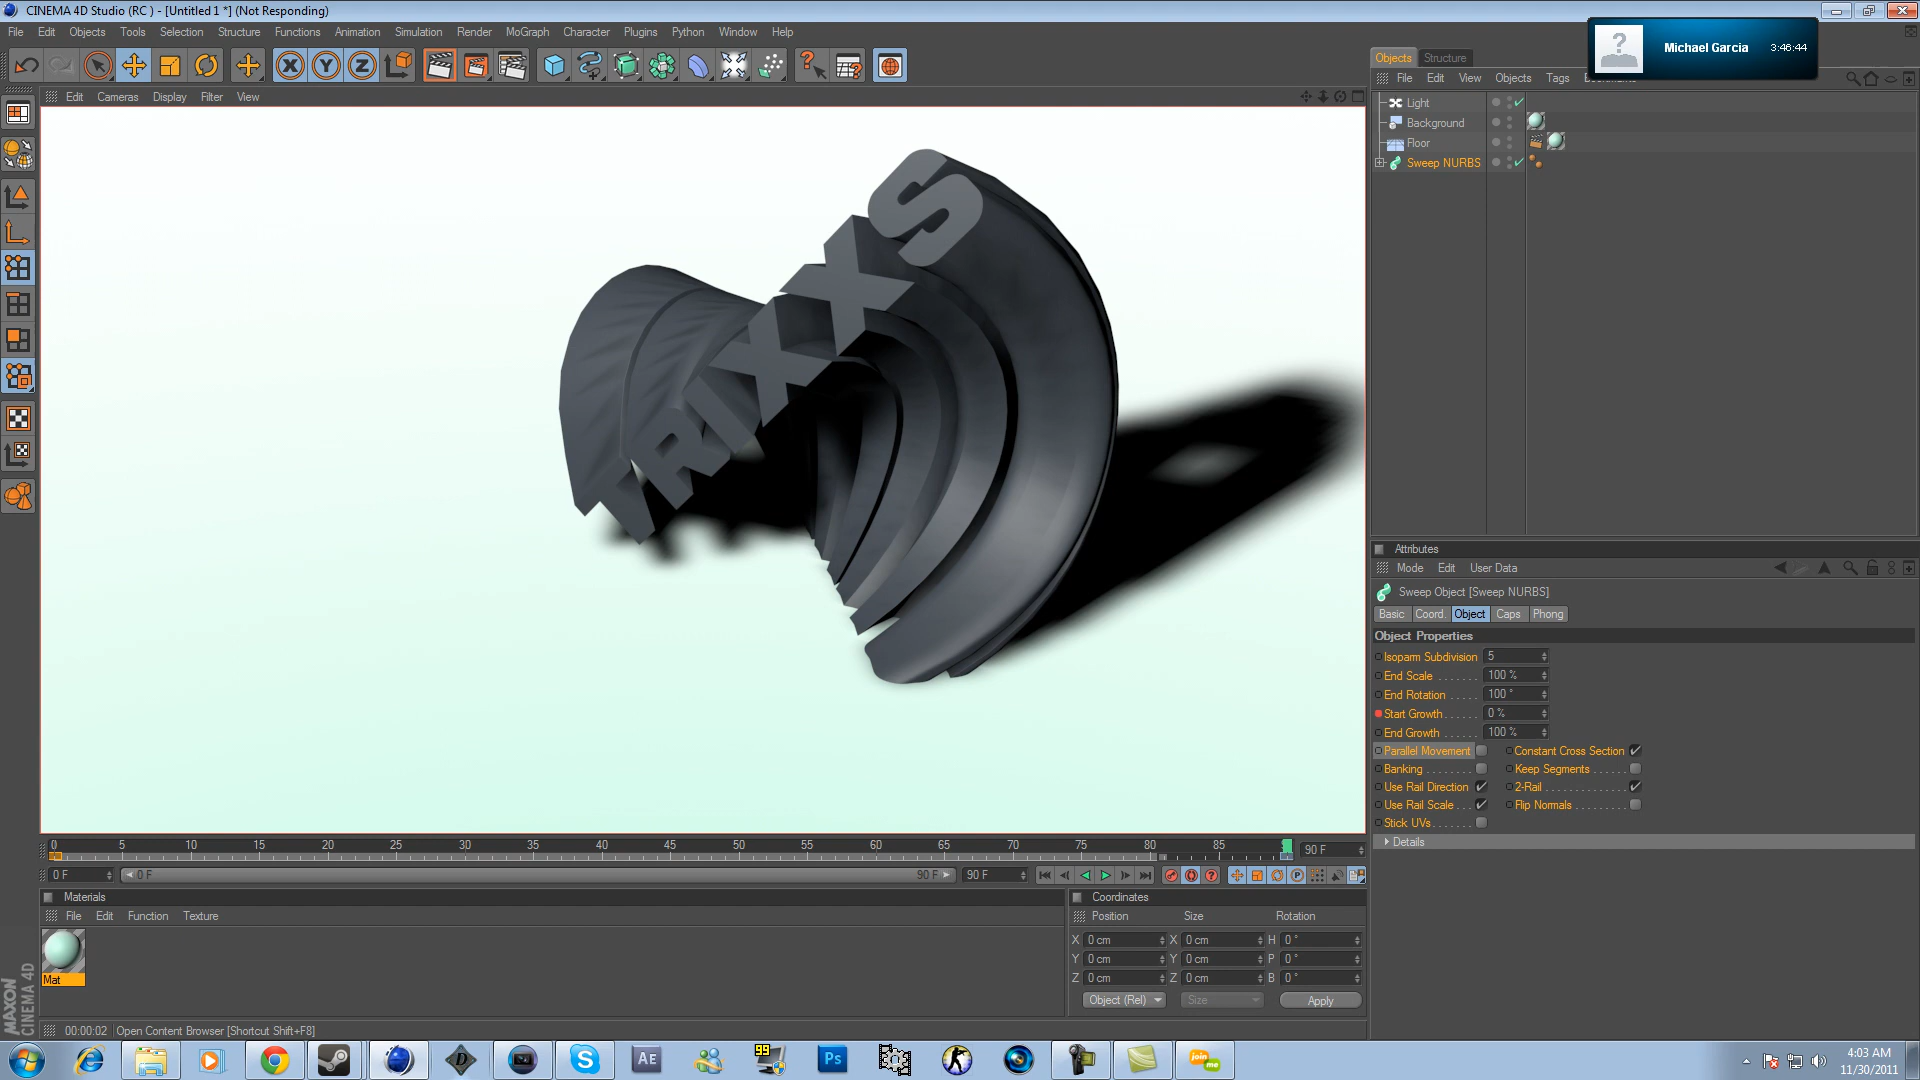 CINEMA 4D Studio (RC ) - [Untitled 1 *] (Not Responding)
File Edit Objects Tools Selection Structure Functions Animation Simulation Render MoGraph Character Plugins Python Window Help
Michael Garcia 3:46:44
Objects Structure
File Edit View Objects Tags
Edit Cameras Display Filter View
Light
Background
Floor
Sweep NURBS
TRIXXS
Attributes
Mode Edit User Data
Sweep Object [Sweep NURBS]
Basic Coord. Object Caps Phong
Object Properties
Isoparm Subdivision 5
End Scale . . . . . . . 100 %
End Rotation . . . . . 100 °
Start Growth . . . . . 0 %
End Growth . . . . . . 100 %
Parallel Movement Constant Cross Section
Banking . . . . . . . . Keep Segments . . . . . .
Use Rail Direction 2-Rail . . . . . . . . . . . . . .
Use Rail Scale . . . Flip Normals . . . . . . . . .
Stick UVs. . . . . . .
Details
0 5 10 15 20 25 30 35 40 45 50 55 60 65 70 75 80 85 90 F
0 F 0 F 90 F 90 F
Materials
File Edit Function Texture
Mat
Coordinates
Position Size Rotation
X 0 cm X 0 cm H 0 °
Y 0 cm Y 0 cm P 0 °
Z 0 cm Z 0 cm B 0 °
Object (Rel) Size Apply
MAXON
CINEMA 4D
00:00:02 Open Content Browser [Shortcut Shift+F8]
Ae 99 Ps join me
4:03 AM
11/30/2011